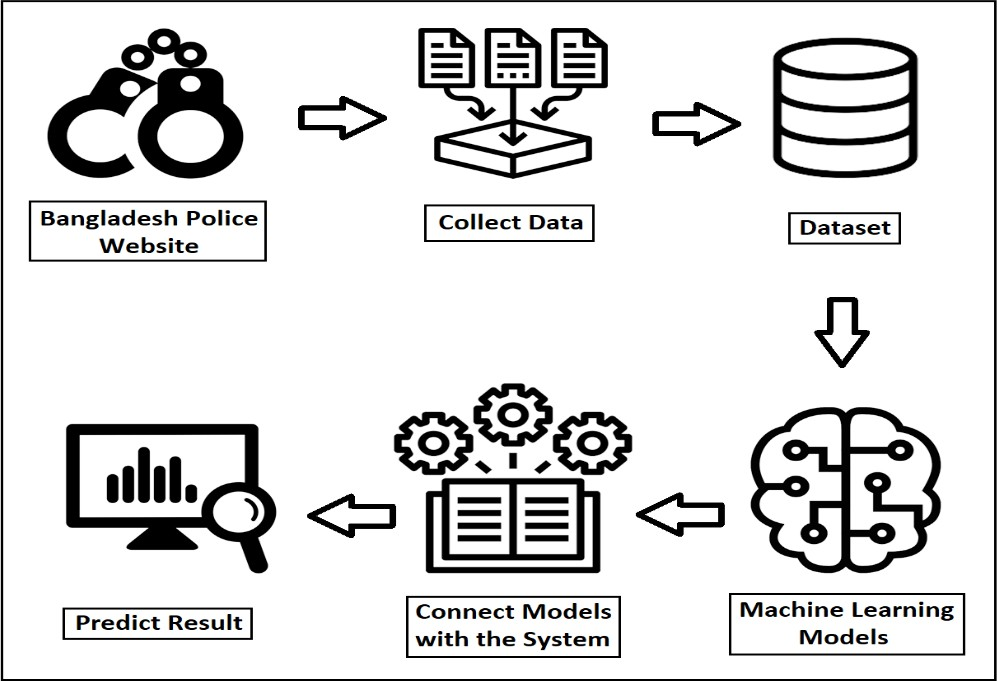 Bangladesh Police
Website
Collect Data
Dataset
Machine Learning
Models
Connect Models
with the System
Predict Result